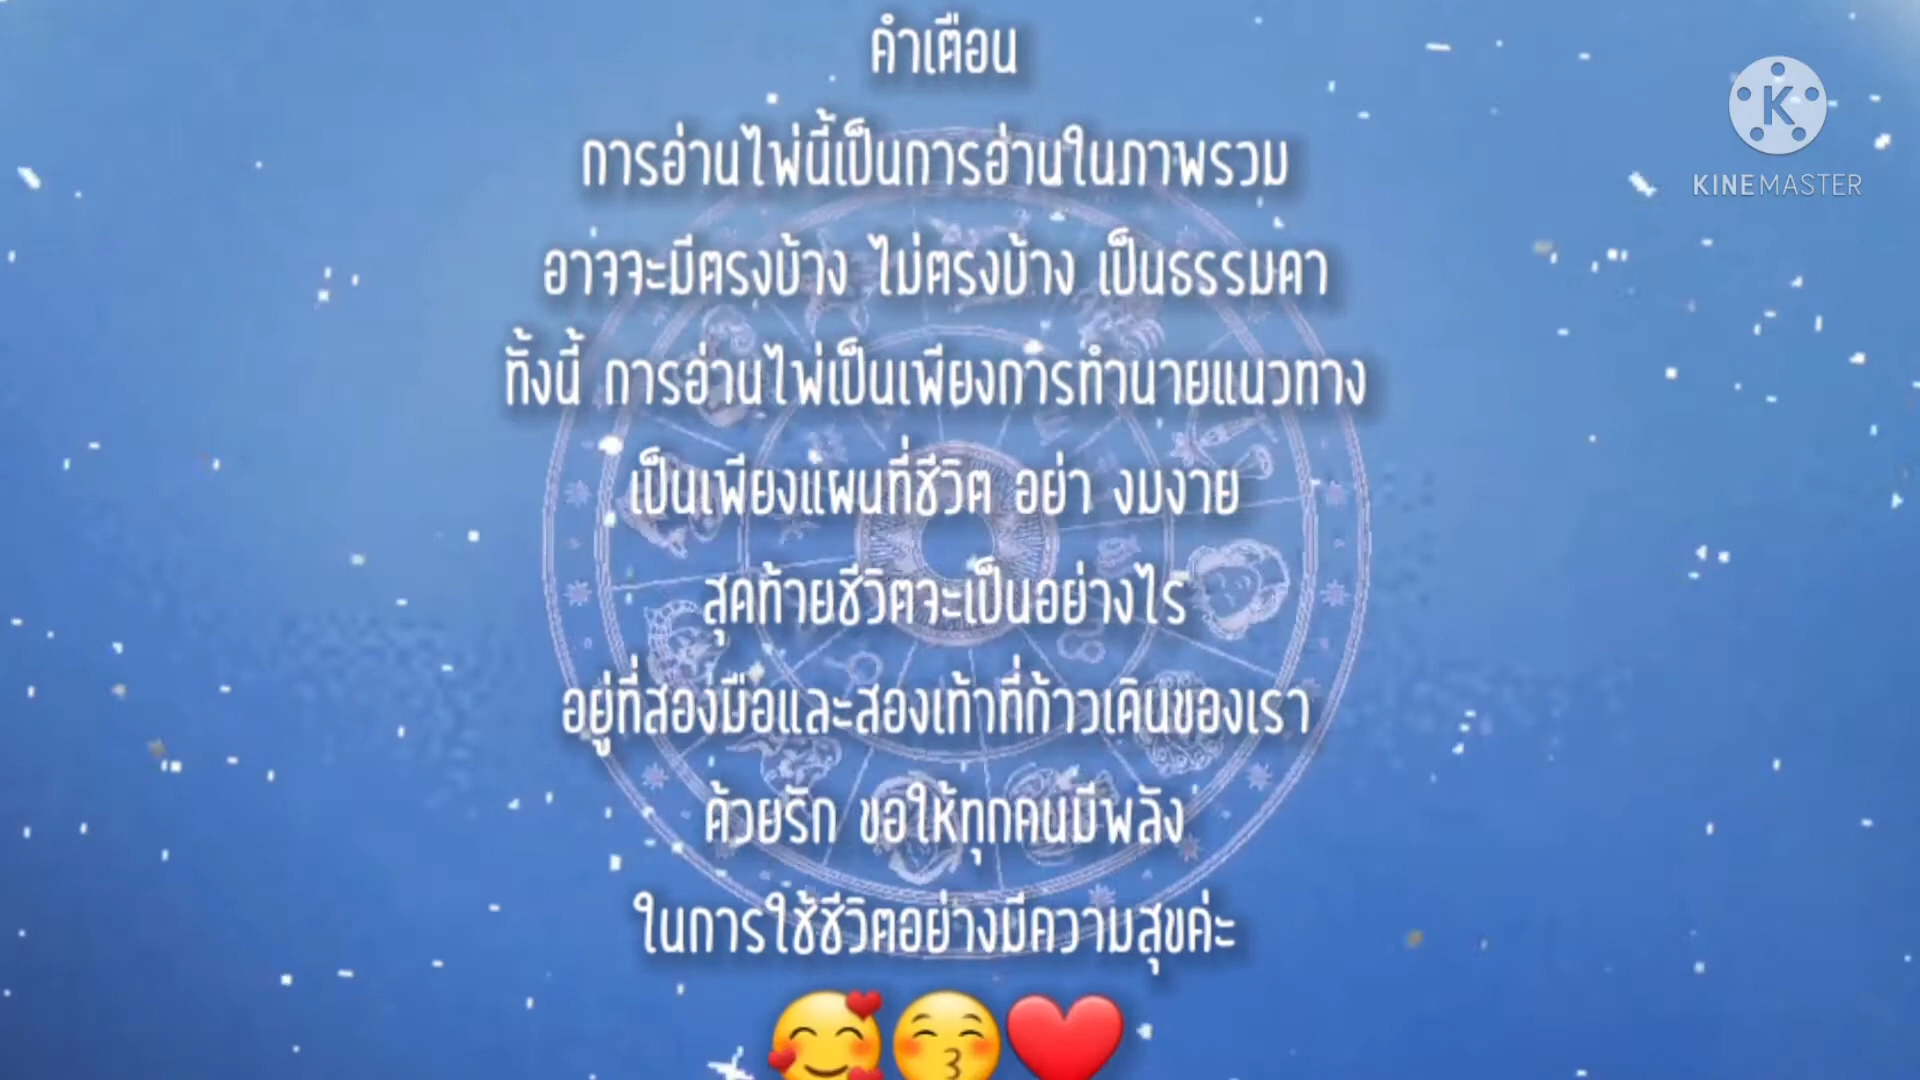 คำเตือน
การอ่านไพ่นี้เป็นการอ่านในภาพรวม
อาจจะมีตรงบ้าง ไม่ตรงบ้าง เป็นธรรมดา
ทั้งนี้ การอ่านไพ่เป็นเพียงการทำนายแนวทาง
เป็นเพียงแผนที่ชีวิต อย่า งมงาย
สุดท้ายชีวิตจะเป็นอย่างไร
อยู่ที่สองมือและสองเท้าที่ก้าวเดินของเรา
ด้วยรัก ขอให้ทุกคนมีพลัง
ในการใช้ชีวิตอย่างมีความสุขค่ะ
K
KINEMASTER